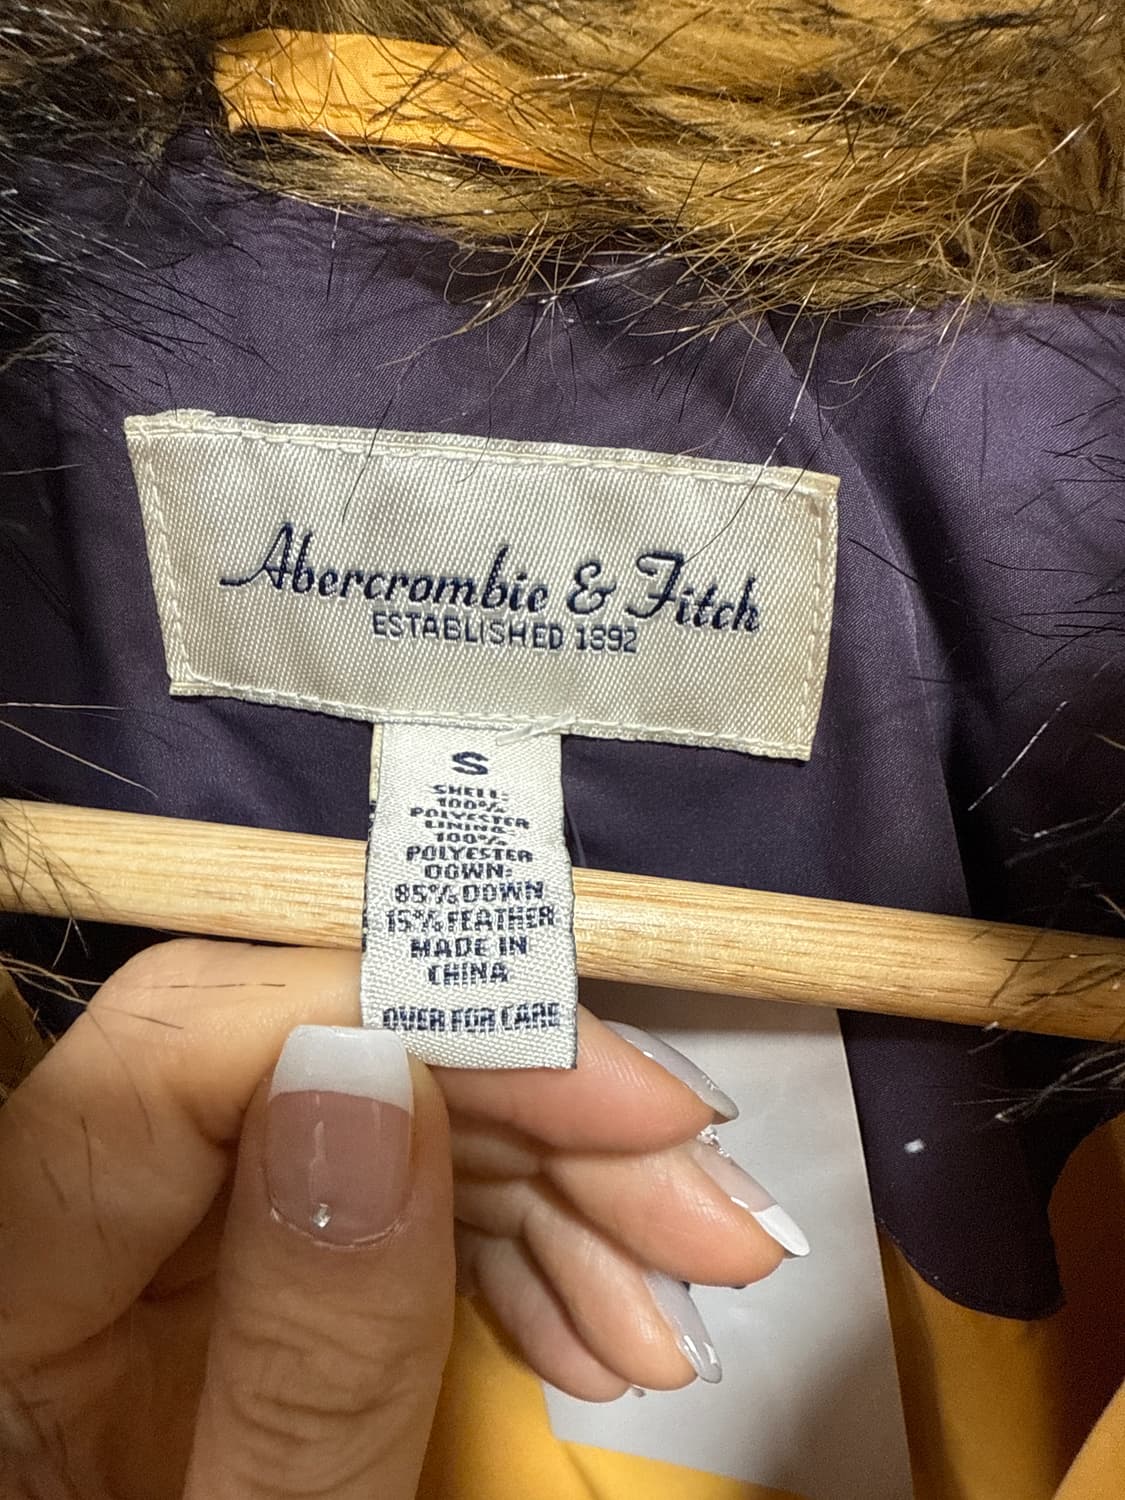 Abercrombie & Fitch
ESTABLISHED 1892
S
SHELL:
100%
POLYESTER
LINING:
100%
POLYESTER
DOWN:
85% DOWN
15% FEATHER
MADE IN
CHINA
OVER FOR CARE